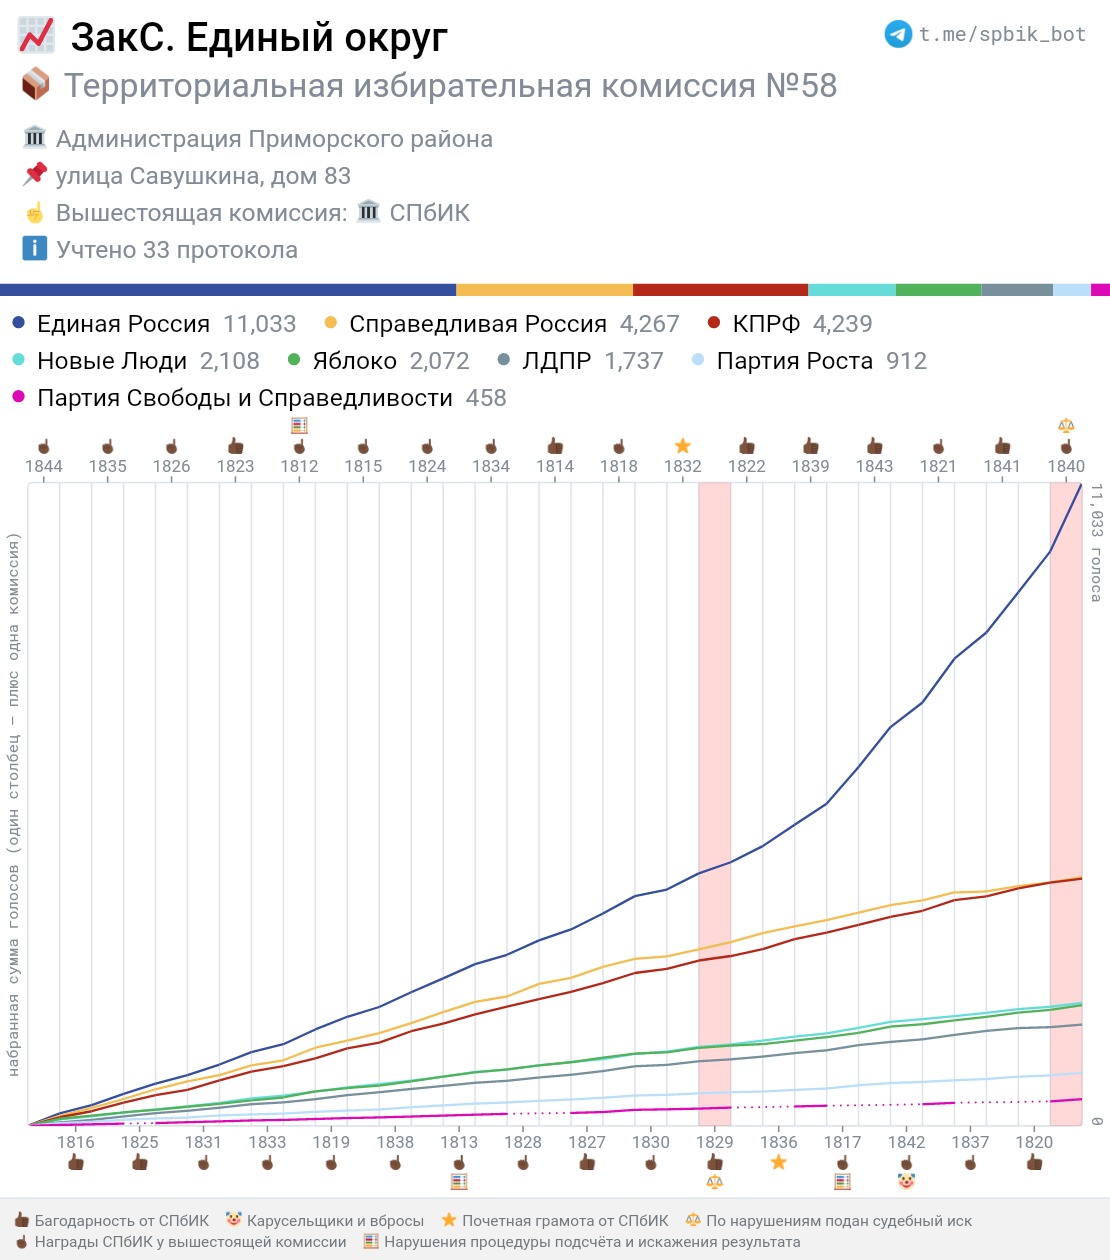 ЗакС. Единый округ
t.me/spbik_bot
Территориальная избирательная комиссия №58
Администрация Приморского района
улица Савушкина, дом 83
Вышестоящая комиссия: СПбИК
Учтено 33 протокола
Единая Россия 11,033 Справедливая Россия 4,267 КПРФ 4,239
Новые Люди 2,108 Яблоко 2,072 ЛДПР 1,737 Партия Роста 912
Партия Свободы и Справедливости 458
1844 1835 1826 1823 1812 1815 1824 1834 1814 1818 1832 1822 1839 1843 1821 1841 1840
набранная сумма голосов (один столбец – плюс одна комиссия)
11,033 голоса
0
1816 1825 1831 1833 1819 1838 1813 1828 1827 1830 1829 1836 1817 1842 1837 1820
Багодарность от СПбИК Карусельщики и вбросы Почетная грамота от СПбИК По нарушениям подан судебный иск
Награды СПбИК у вышестоящей комиссии Нарушения процедуры подсчёта и искажения результата